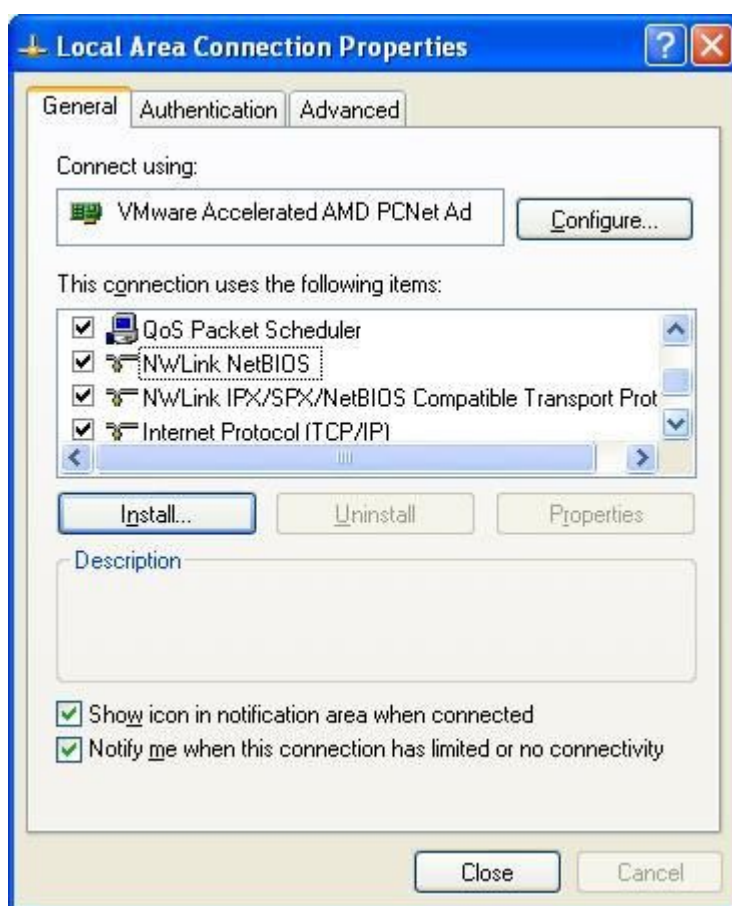 Local Area Connection Properties
General Authentication Advanced
Connect using:
VMware Accelerated AMD PCNet Ad
Configure...
This connection uses the following items:
QoS Packet Scheduler
NWLink NetBIOS
NWLink IPX/SPX/NetBIOS Compatible Transport Prot
Internet Protocol (TCP/IP)
Install... Uninstall Properties
Description
Show icon in notification area when connected
Notify me when this connection has limited or no connectivity
Close Cancel